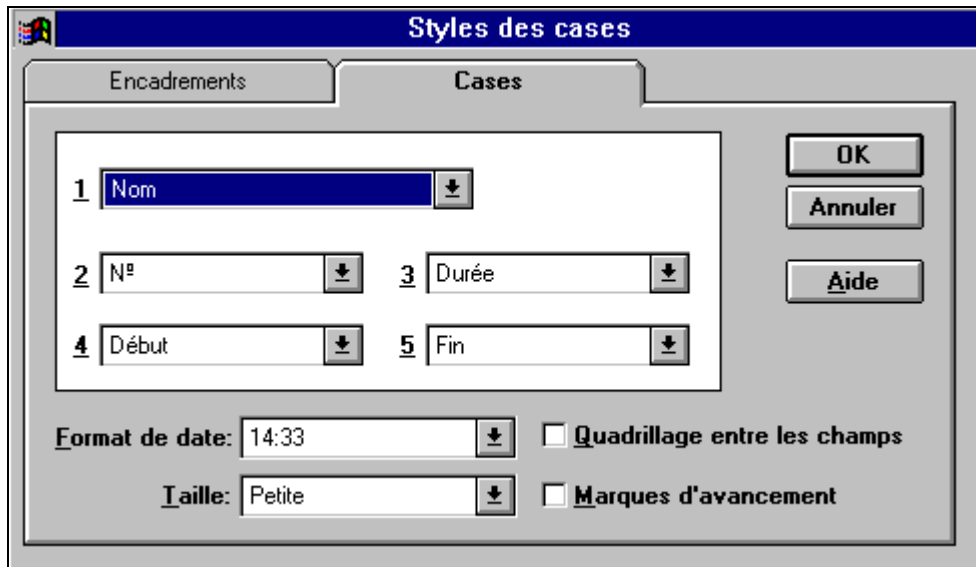 Styles des cases
Encadrements Cases
1 Nom
2 Nº 3 Durée
4 Début 5 Fin
OK
Annuler
Aide
Format de date: 14:33 Quadrillage entre les champs
Taille: Petite Marques d'avancement